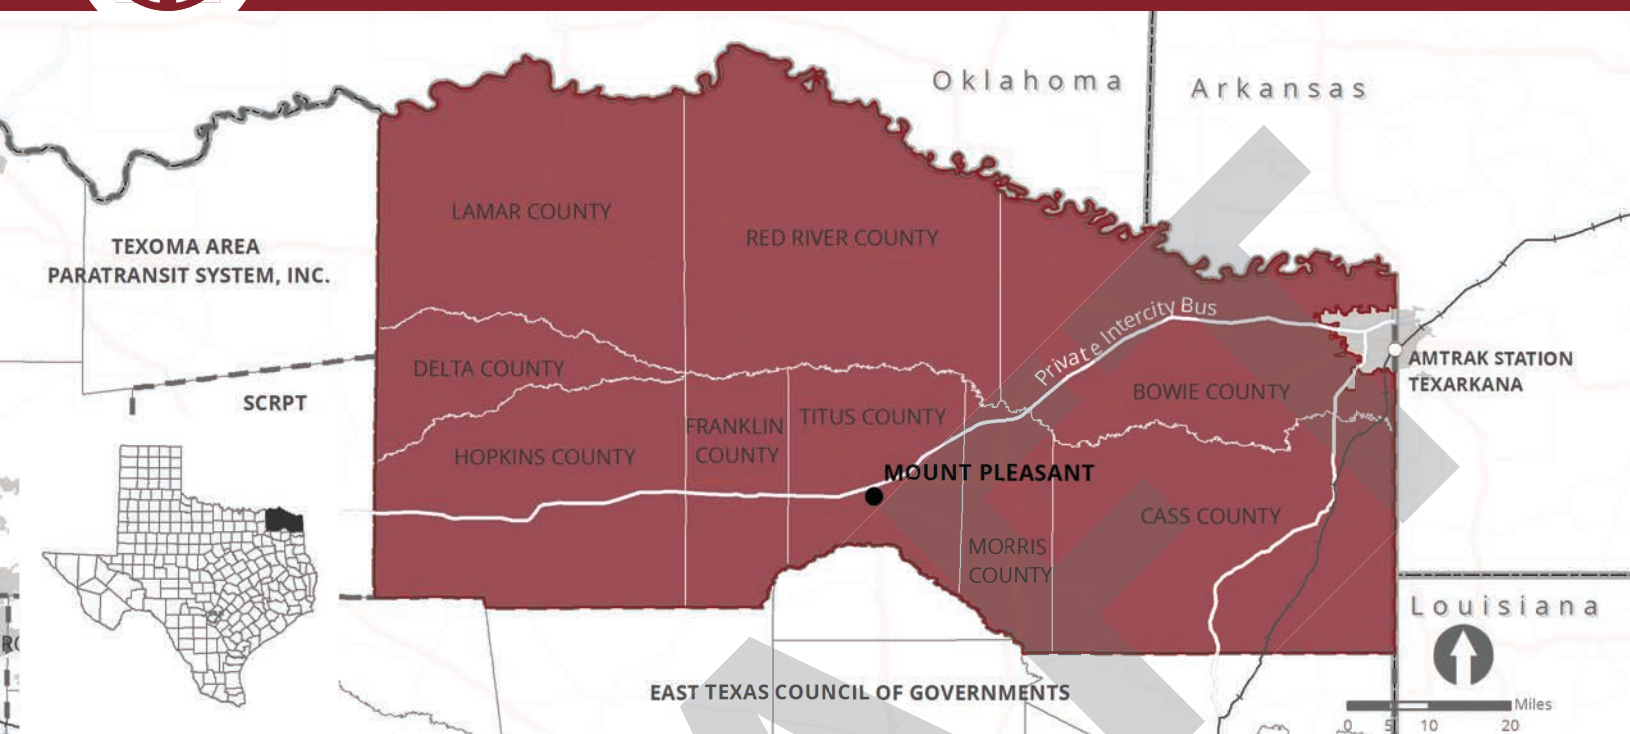 Oklahoma
Arkansas
LAMAR COUNTY
RED RIVER COUNTY
TEXOMA AREA
PARATRANSIT SYSTEM, INC.
Private Intercity Bus
AMTRAK STATION
TEXARKANA
DELTA COUNTY
BOWIE COUNTY
SCRPT
FRANKLIN
COUNTY
TITUS COUNTY
HOPKINS COUNTY
MOUNT PLEASANT
CASS COUNTY
MORRIS
COUNTY
Louisiana
EAST TEXAS COUNCIL OF GOVERNMENTS
Miles
0 5 10 20